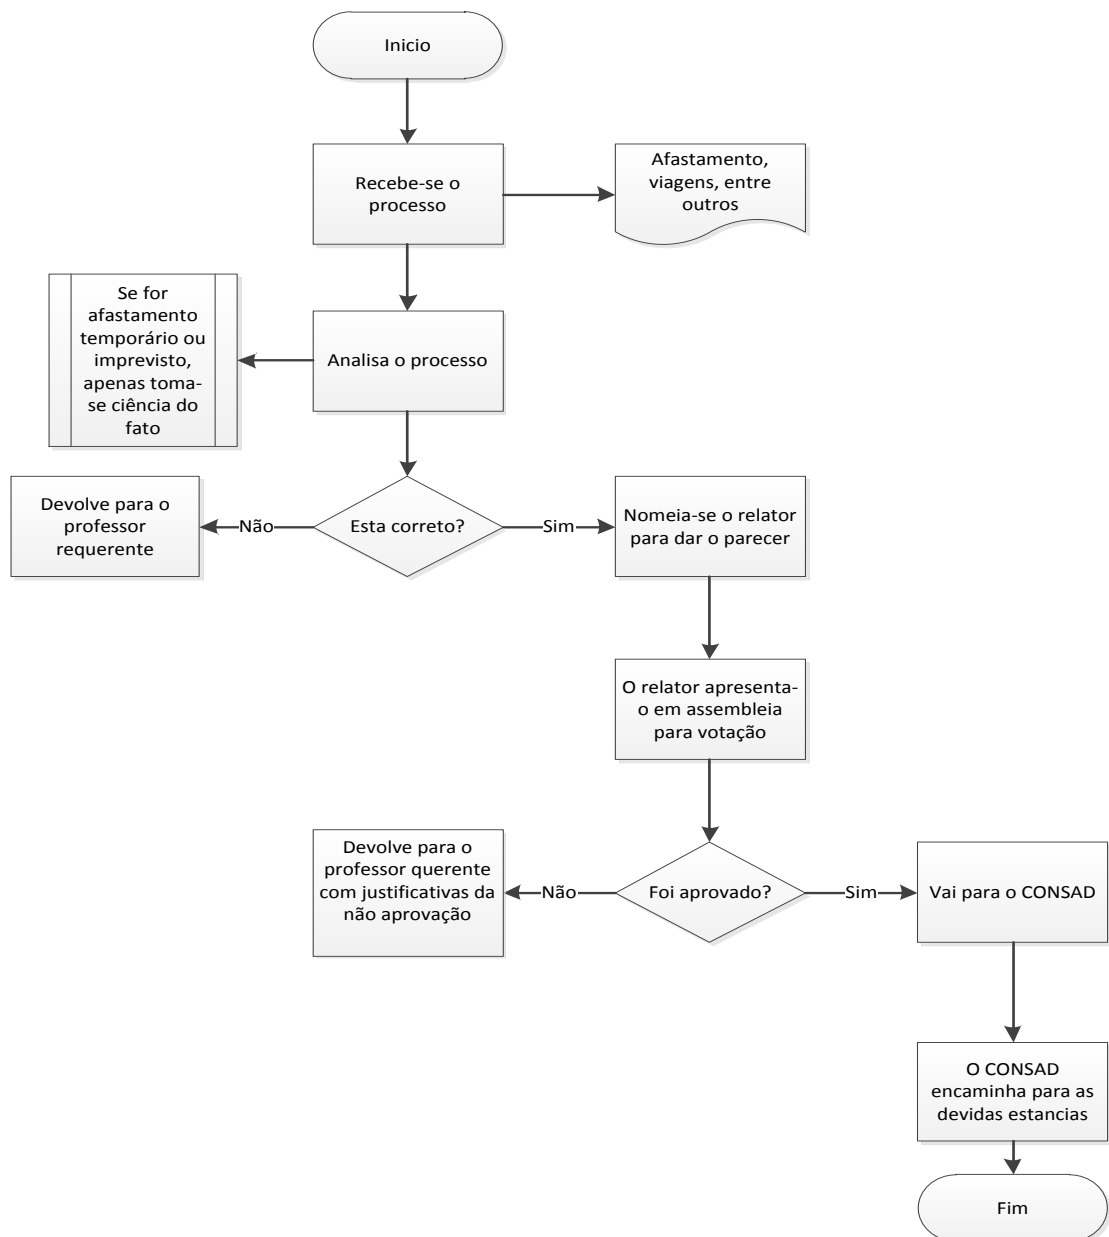 Inicio
Recebe-se o
processo
Afastamento,
viagens, entre
outros
Se for
afastamento
temporário ou
imprevisto,
apenas toma-
se ciência do
fato
Analisa o processo
Devolve para o
professor
requerente
Não
Esta correto?
Sim
Nomeia-se o relator
para dar o parecer
O relator apresenta-
o em assembleia
para votação
Devolve para o
professor querente
com justificativas da
não aprovação
Não
Foi aprovado?
Sim
Vai para o CONSAD
O CONSAD
encaminha para as
devidas estancias
Fim